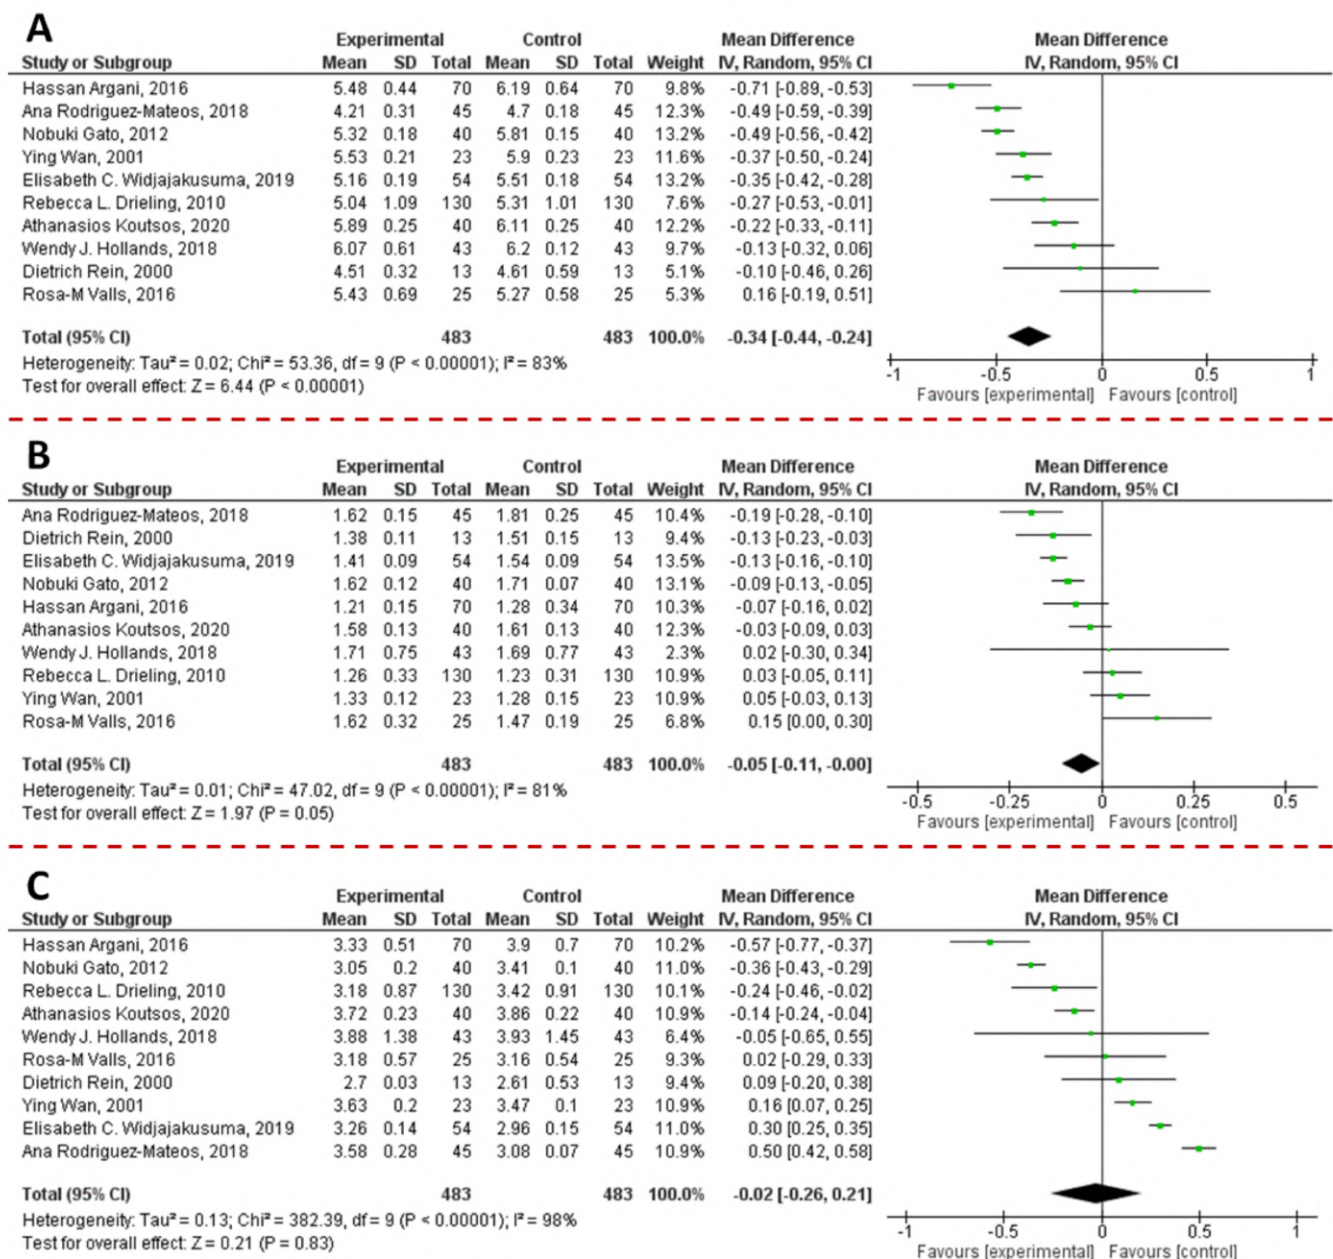 A
Experimental Control Mean Difference Mean Difference
Study or Subgroup Mean SD Total Mean SD Total Weight IV, Random, 95% CI IV, Random, 95% CI
Hassan Argani, 2016 5.48 0.44 70 6.19 0.64 70 9.8% -0.71 [-0.89, -0.53]
Ana Rodriguez-Mateos, 2018 4.21 0.31 45 4.7 0.18 45 12.3% -0.49 [-0.59, -0.39]
Nobuki Gato, 2012 5.32 0.18 40 5.81 0.15 40 13.2% -0.49 [-0.56, -0.42]
Ying Wan, 2001 5.53 0.21 23 5.9 0.23 23 11.6% -0.37 [-0.50, -0.24]
Elisabeth C. Widjajakusuma, 2019 5.16 0.19 54 5.51 0.18 54 13.2% -0.35 [-0.42, -0.28]
Rebecca L. Drieling, 2010 5.04 1.09 130 5.31 1.01 130 7.6% -0.27 [-0.53, -0.01]
Athanasios Koutsos, 2020 5.89 0.25 40 6.11 0.25 40 12.2% -0.22 [-0.33, -0.11]
Wendy J. Hollands, 2018 6.07 0.61 43 6.2 0.12 43 9.7% -0.13 [-0.32, 0.06]
Dietrich Rein, 2000 4.51 0.32 13 4.61 0.59 13 5.1% -0.10 [-0.46, 0.26]
Rosa-M Valls, 2016 5.43 0.69 25 5.27 0.58 25 5.3% 0.16 [-0.19, 0.51]
Total (95% CI) 483 483 100.0% -0.34 [-0.44, -0.24]
Heterogeneity: Tau² = 0.02; Chi² = 53.36, df = 9 (P < 0.00001); I² = 83%
Test for overall effect: Z = 6.44 (P < 0.00001)
-1 -0.5 0 0.5 1
Favours [experimental] Favours [control]
B
Experimental Control Mean Difference Mean Difference
Study or Subgroup Mean SD Total Mean SD Total Weight IV, Random, 95% CI IV, Random, 95% CI
Ana Rodriguez-Mateos, 2018 1.62 0.15 45 1.81 0.25 45 10.4% -0.19 [-0.28, -0.10]
Dietrich Rein, 2000 1.38 0.11 13 1.51 0.15 13 9.4% -0.13 [-0.23, -0.03]
Elisabeth C. Widjajakusuma, 2019 1.41 0.09 54 1.54 0.09 54 13.5% -0.13 [-0.16, -0.10]
Nobuki Gato, 2012 1.62 0.12 40 1.71 0.07 40 13.1% -0.09 [-0.13, -0.05]
Hassan Argani, 2016 1.21 0.15 70 1.28 0.34 70 10.3% -0.07 [-0.16, 0.02]
Athanasios Koutsos, 2020 1.58 0.13 40 1.61 0.13 40 12.3% -0.03 [-0.09, 0.03]
Wendy J. Hollands, 2018 1.71 0.75 43 1.69 0.77 43 2.3% 0.02 [-0.30, 0.34]
Rebecca L. Drieling, 2010 1.26 0.33 130 1.23 0.31 130 10.9% 0.03 [-0.05, 0.11]
Ying Wan, 2001 1.33 0.12 23 1.28 0.15 23 10.9% 0.05 [-0.03, 0.13]
Rosa-M Valls, 2016 1.62 0.32 25 1.47 0.19 25 6.8% 0.15 [0.00, 0.30]
Total (95% CI) 483 483 100.0% -0.05 [-0.11, -0.00]
Heterogeneity: Tau² = 0.01; Chi² = 47.02, df = 9 (P < 0.00001); I² = 81%
Test for overall effect: Z = 1.97 (P = 0.05)
-0.5 -0.25 0 0.25 0.5
Favours [experimental] Favours [control]
C
Experimental Control Mean Difference Mean Difference
Study or Subgroup Mean SD Total Mean SD Total Weight IV, Random, 95% CI IV, Random, 95% CI
Hassan Argani, 2016 3.33 0.51 70 3.9 0.7 70 10.2% -0.57 [-0.77, -0.37]
Nobuki Gato, 2012 3.05 0.2 40 3.41 0.1 40 11.0% -0.36 [-0.43, -0.29]
Rebecca L. Drieling, 2010 3.18 0.87 130 3.42 0.91 130 10.1% -0.24 [-0.46, -0.02]
Athanasios Koutsos, 2020 3.72 0.23 40 3.86 0.22 40 10.9% -0.14 [-0.24, -0.04]
Wendy J. Hollands, 2018 3.88 1.38 43 3.93 1.45 43 6.4% -0.05 [-0.65, 0.55]
Rosa-M Valls, 2016 3.18 0.57 25 3.16 0.54 25 9.3% 0.02 [-0.29, 0.33]
Dietrich Rein, 2000 2.7 0.03 13 2.61 0.53 13 9.4% 0.09 [-0.20, 0.38]
Ying Wan, 2001 3.63 0.2 23 3.47 0.1 23 10.9% 0.16 [0.07, 0.25]
Elisabeth C. Widjajakusuma, 2019 3.26 0.14 54 2.96 0.15 54 11.0% 0.30 [0.25, 0.35]
Ana Rodriguez-Mateos, 2018 3.58 0.28 45 3.08 0.07 45 10.9% 0.50 [0.42, 0.58]
Total (95% CI) 483 483 100.0% -0.02 [-0.26, 0.21]
Heterogeneity: Tau² = 0.13; Chi² = 382.39, df = 9 (P < 0.00001); I² = 98%
Test for overall effect: Z = 0.21 (P = 0.83)
-1 -0.5 0 0.5 1
Favours [experimental] Favours [control]